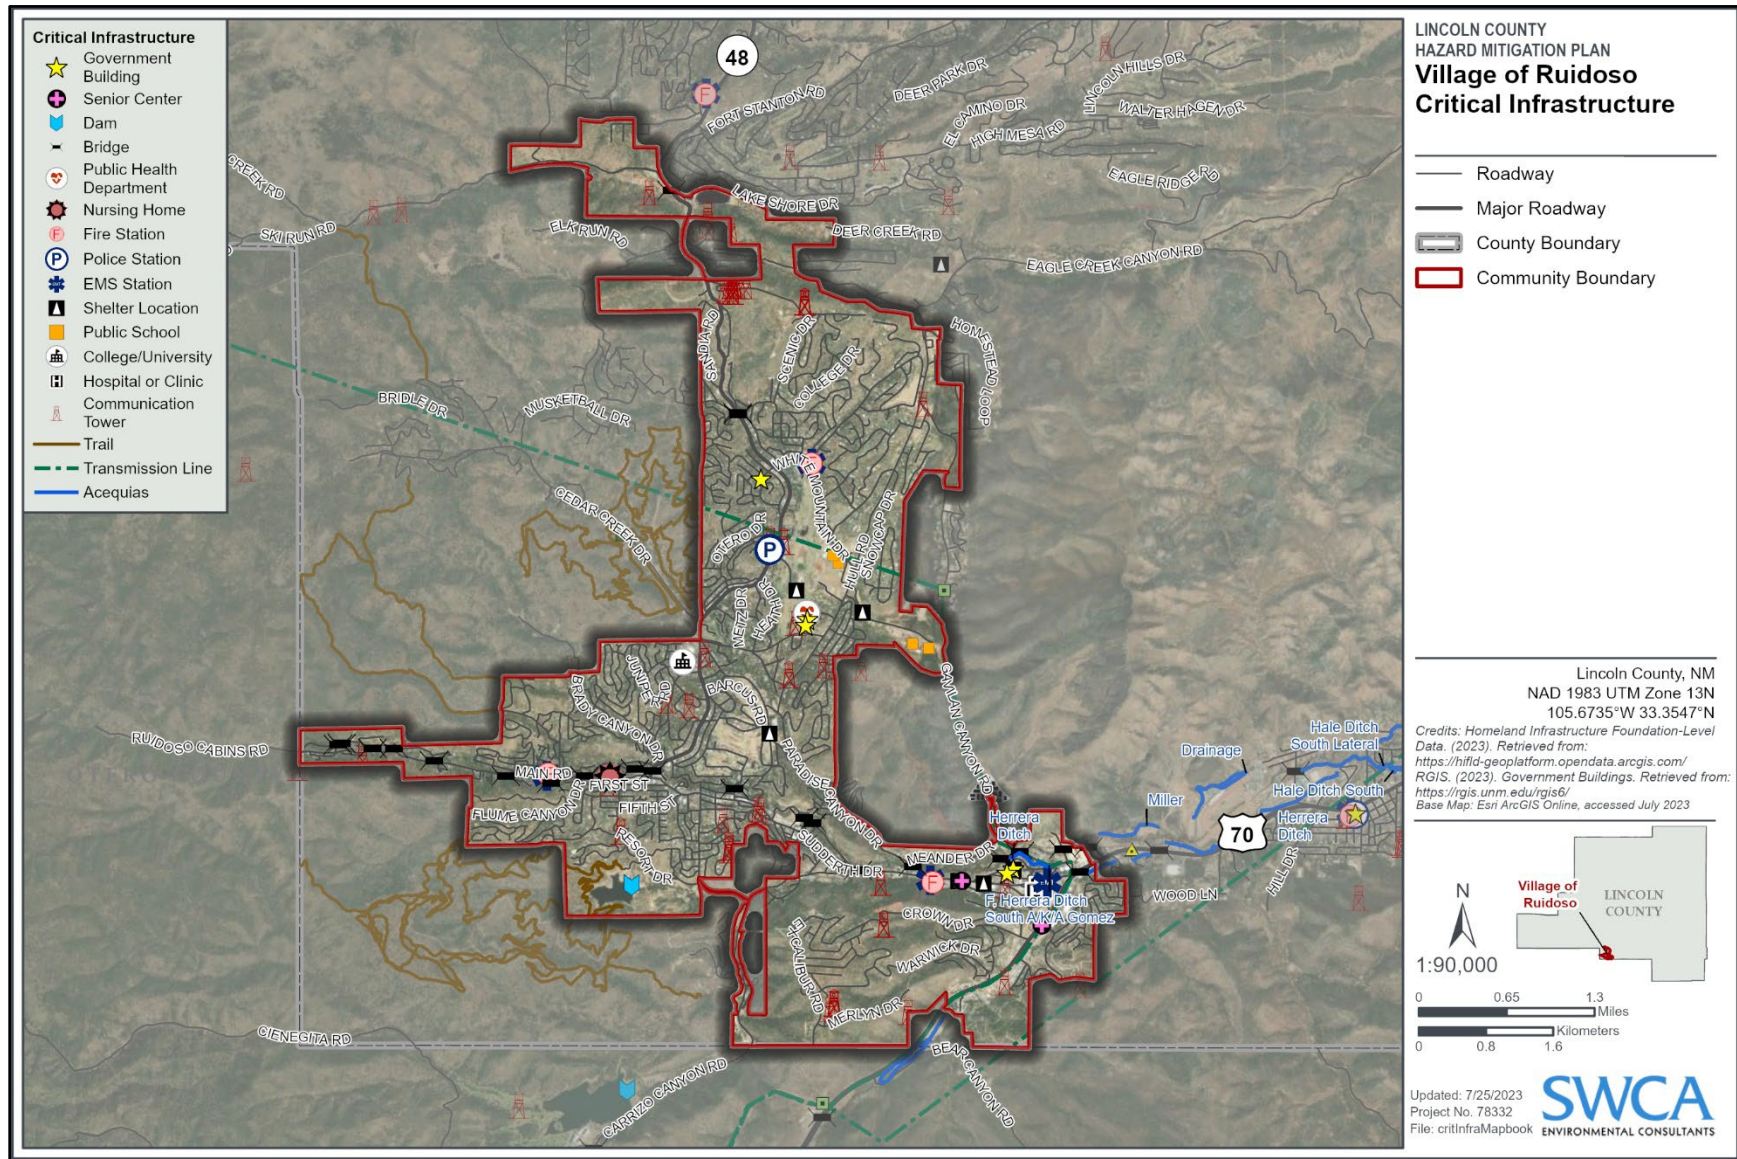 Critical Infrastructure
Government
Building
Senior Center
Dam
Bridge
Public Health
Department
Nursing Home
F
Fire Station
P
Police Station
EMS Station
Shelter Location
Public School
College/University
H
Hospital or Clinic
Communication
Tower
Trail
Transmission Line
Acequias
48
F
FORT STANTON RD
DEER PARK DR
LINCOLN HILLS DR
EL CAMINO DR
WALTER HAGEN DR
HIGH MESA RD
EAGLE RIDGE RD
CREEK RD
SKI RUN RD
ELK RUN RD
LAKE SHORE DR
DEER CREEK RD
EAGLE CREEK CANYON RD
SANDIA RD
SCENIC DR
COLLEGE DR
HOMESTEAD LOOP
BRIDLE DR
MUSKETBALL DR
WHITE MOUNTAIN DR
F
CEDAR CREEK DR
OTERO DR
P
HULL RD
SNOWCAP DR
METZ DR
HEATH DR
JUNIPER RD
BRADY CANYON DR
BARCUS RD
GAVILAN CANYON RD
RUIDOSO CABINS RD
OTERO
MAIN RD
FIRST ST
FIFTH ST
FLUME CANYON DR
PARADISE CANYON DR
RESORT DR
SUDDERTH DR
MEANDER DR
Herrera
Ditch
F
F. Herrera Ditch
South A/K/A Gomez
CROWN DR
WARWICK DR
EXCALIBUR RD
MERLYN DR
WOOD LN
HILL DR
Drainage
Miller
Hale Ditch
South Lateral
Hale Ditch South
Herrera
Ditch
70
CIENEGITA RD
CARRIZO CANYON RD
BEAR CANYON RD
LINCOLN COUNTY
HAZARD MITIGATION PLAN
Village of Ruidoso
Critical Infrastructure
Roadway
Major Roadway
County Boundary
Community Boundary
Lincoln County, NM
NAD 1983 UTM Zone 13N
105.6735°W 33.3547°N
Credits: Homeland Infrastructure Foundation-Level
Data. (2023). Retrieved from:
https://hifld-geoplatform.opendata.arcgis.com/
RGIS. (2023). Government Buildings. Retrieved from:
https://rgis.unm.edu/rgis6/
Base Map: Esri ArcGIS Online, accessed July 2023
N
1:90,000
Village of
Ruidoso
LINCOLN
COUNTY
0 0.65 1.3
Miles
Kilometers
0 0.8 1.6
Updated: 7/25/2023
Project No. 78332
File: critInfraMapbook
SWCA
ENVIRONMENTAL CONSULTANTS